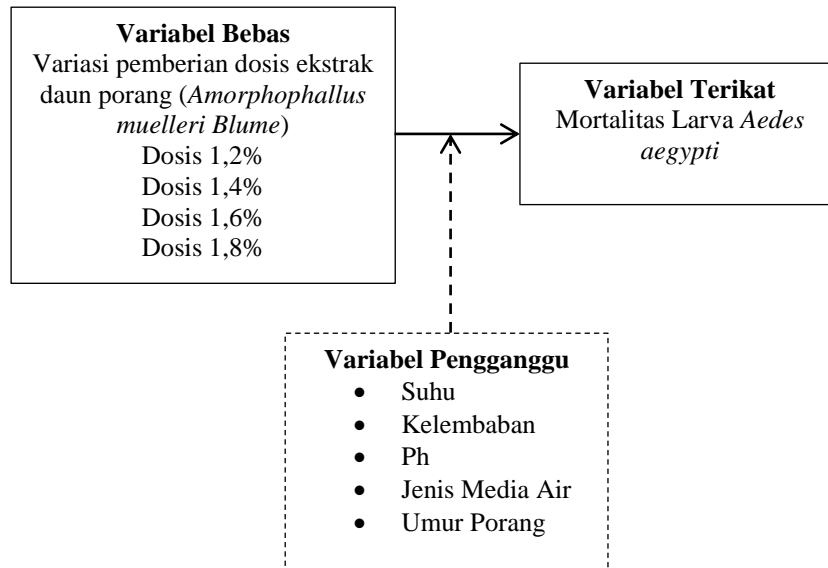 Variabel Bebas
Variasi pemberian dosis ekstrak
daun porang (Amorphophallus
muelleri Blume)
Dosis 1,2%
Dosis 1,4%
Dosis 1,6%
Dosis 1,8%
Variabel Terikat
Mortalitas Larva Aedes
aegypti
Variabel Pengganggu
• Suhu
• Kelembaban
• Ph
• Jenis Media Air
• Umur Porang